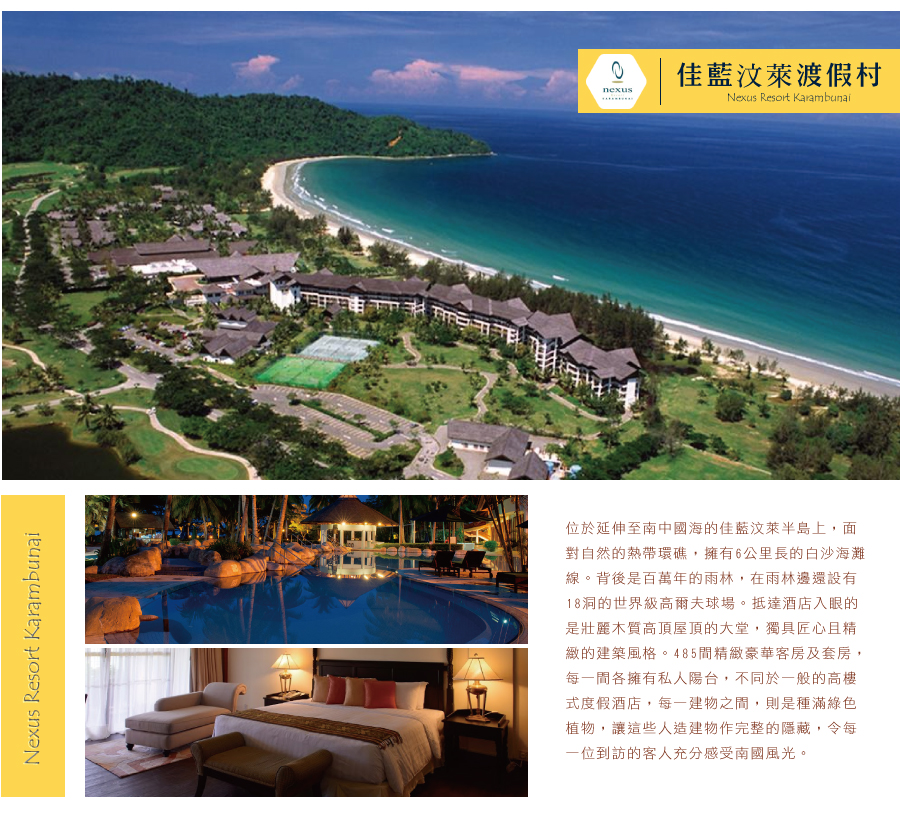 nexus
KARAMBUNAI
佳藍汶萊渡假村
Nexus Resort Karambunai
Nexus Resort Karambunai
位於延伸至南中國海的佳藍汶萊半島上，面
對自然的熱帶環礁，擁有6公里長的白沙海灘
線。背後是百萬年的雨林，在雨林邊還設有
18洞的世界級高爾夫球場。抵達酒店入眼的
是壯麗木質高頂屋頂的大堂，獨具匠心且精
緻的建築風格。485間精緻豪華客房及套房，
每一間各擁有私人陽台，不同於一般的高樓
式度假酒店，每一建物之間，則是種滿綠色
植物，讓這些人造建物作完整的隱藏，令每
一位到訪的客人充分感受南國風光。